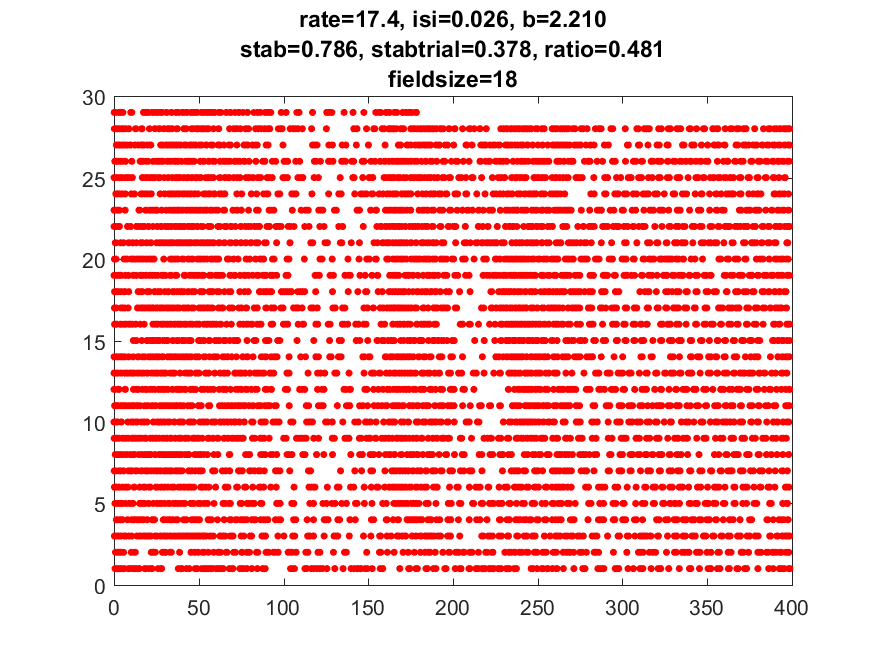 rate=17.4, isi=0.026, b=2.210
stab=0.786, stabtrial=0.378, ratio=0.481
fieldsize=18
30
25
20
15
10
5
0
0 50 100 150 200 250 300 350 400